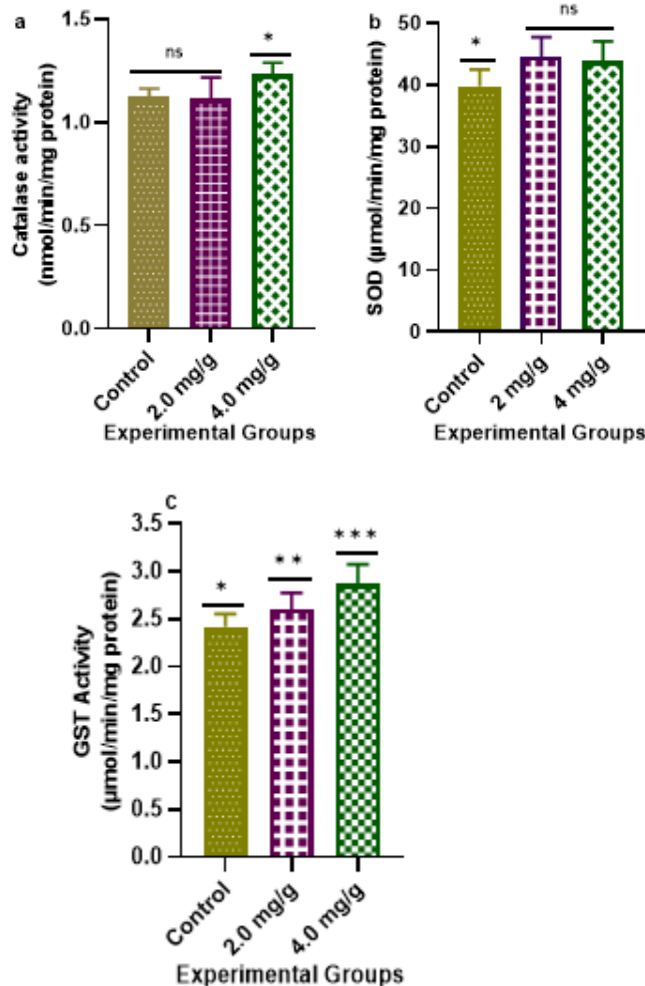 a
Catalase activity
(nmol/min/mg protein)
1.5
1.0
0.5
0.0
ns
*
Control
2.0 mg/g
4.0 mg/g
Experimental Groups
b
SOD (µmol/min/mg protein)
50
40
30
20
10
0
*
ns
Control
2 mg/g
4 mg/g
Experimental Groups
c
GST Activity
(µmol/min/mg protein)
3.5
3.0
2.5
2.0
1.5
1.0
0.5
0.0
*
**
***
Control
2.0 mg/g
4.0 mg/g
Experimental Groups